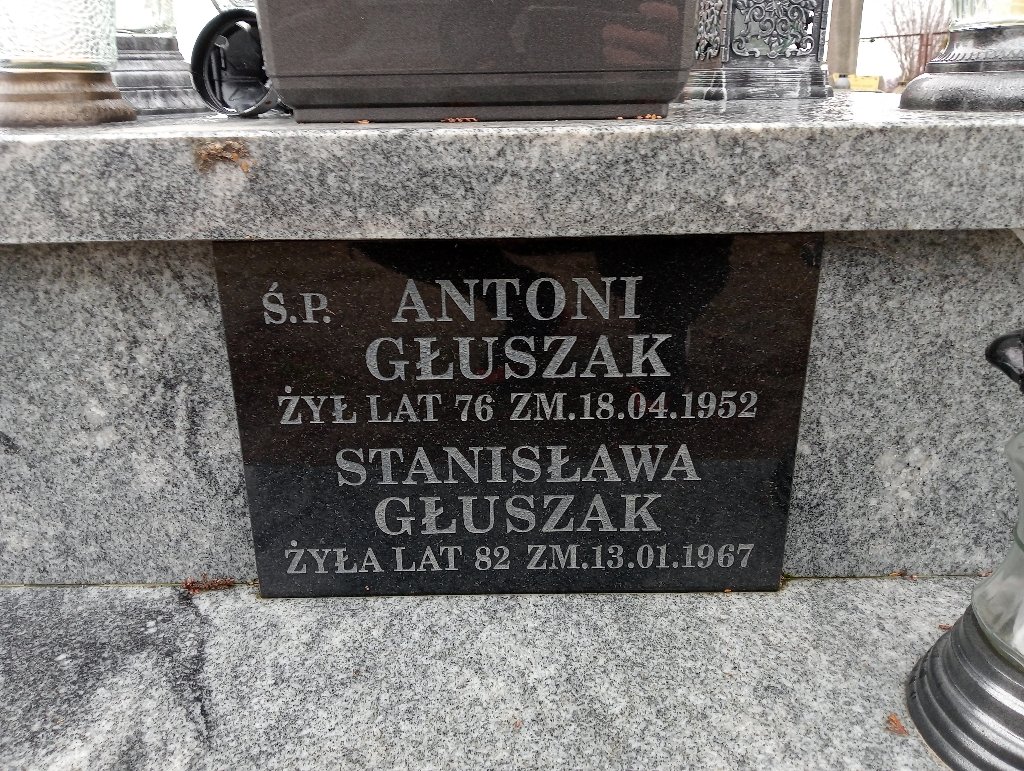 Ś.P. ANTONI
GŁUSZAK
ŻYŁ LAT 76 ZM.18.04.1952
STANISŁAWA
GŁUSZAK
ŻYŁA LAT 82 ZM.13.01.1967